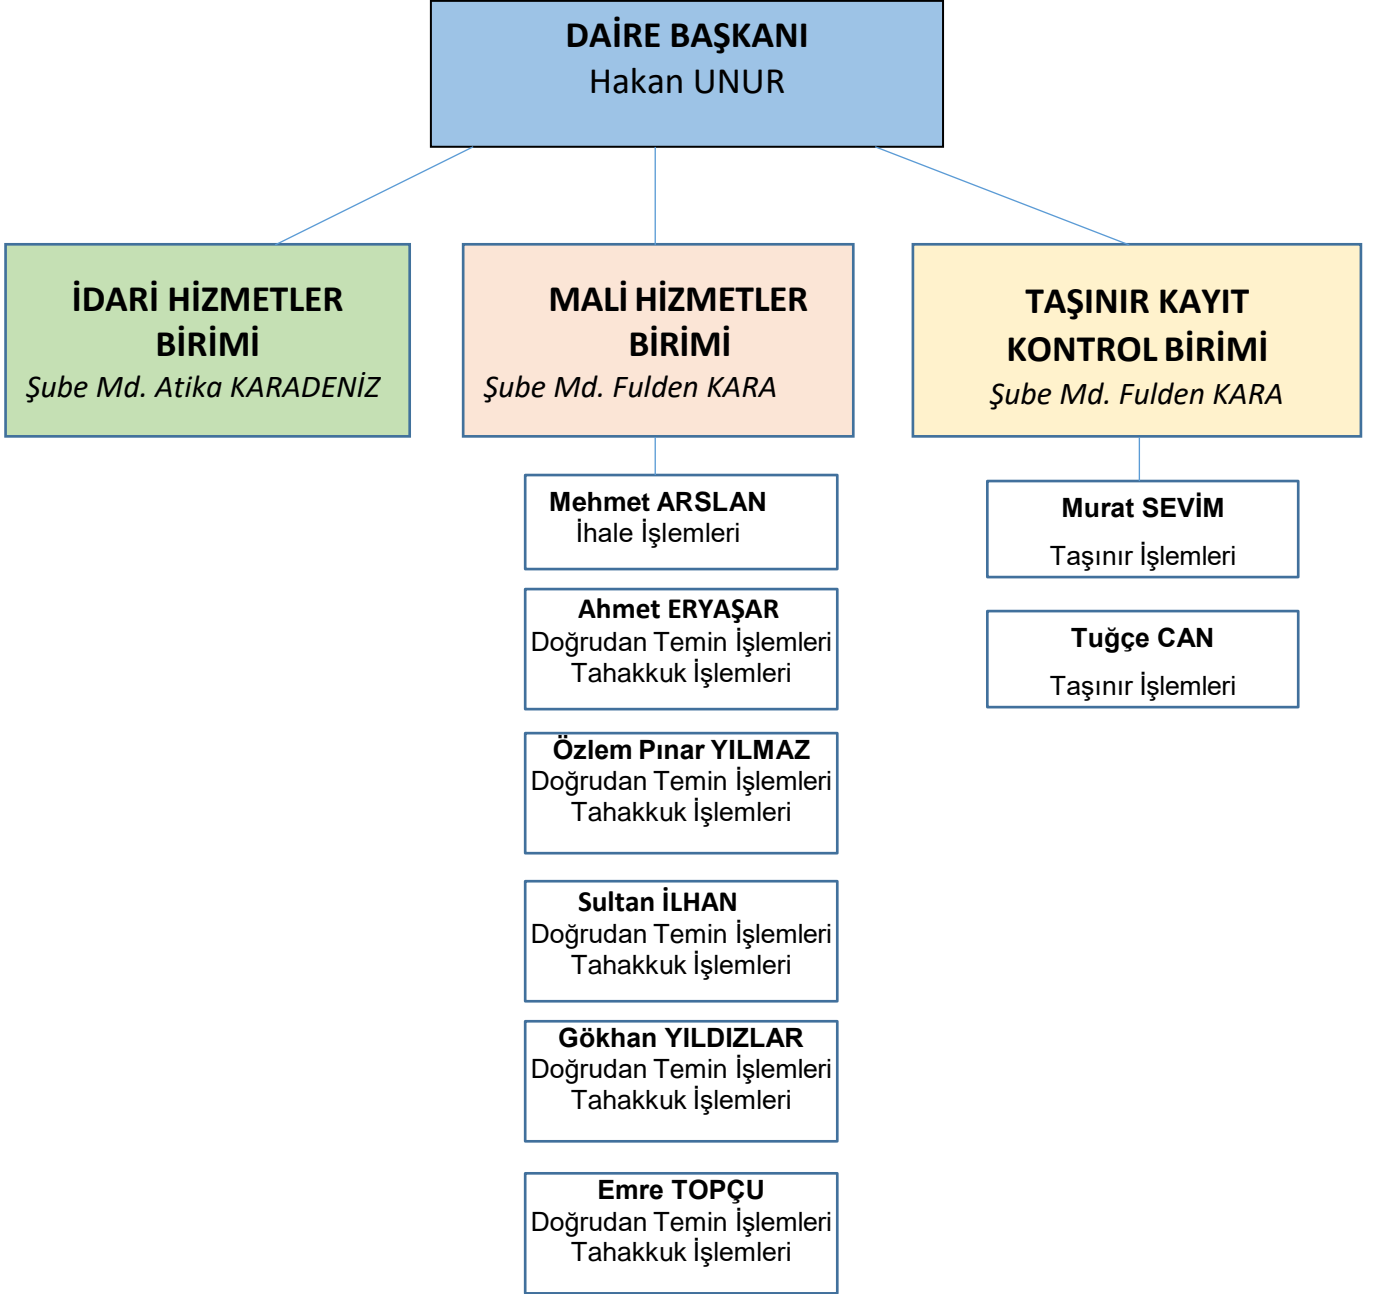 DAİRE BAŞKANI
Hakan UNUR
İDARİ HİZMETLER
BİRİMİ
Şube Md. Atika KARADENİZ
MALİ HİZMETLER
BİRİMİ
Şube Md. Fulden KARA
TAŞINIR KAYIT
KONTROL BİRİMİ
Şube Md. Fulden KARA
Mehmet ARSLAN
İhale İşlemleri
Ahmet ERYAŞAR
Doğrudan Temin İşlemleri
Tahakkuk İşlemleri
Özlem Pınar YILMAZ
Doğrudan Temin İşlemleri
Tahakkuk İşlemleri
Sultan İLHAN
Doğrudan Temin İşlemleri
Tahakkuk İşlemleri
Gökhan YILDIZLAR
Doğrudan Temin İşlemleri
Tahakkuk İşlemleri
Emre TOPÇU
Doğrudan Temin İşlemleri
Tahakkuk İşlemleri
Murat SEVİM
Taşınır İşlemleri
Tuğçe CAN
Taşınır İşlemleri